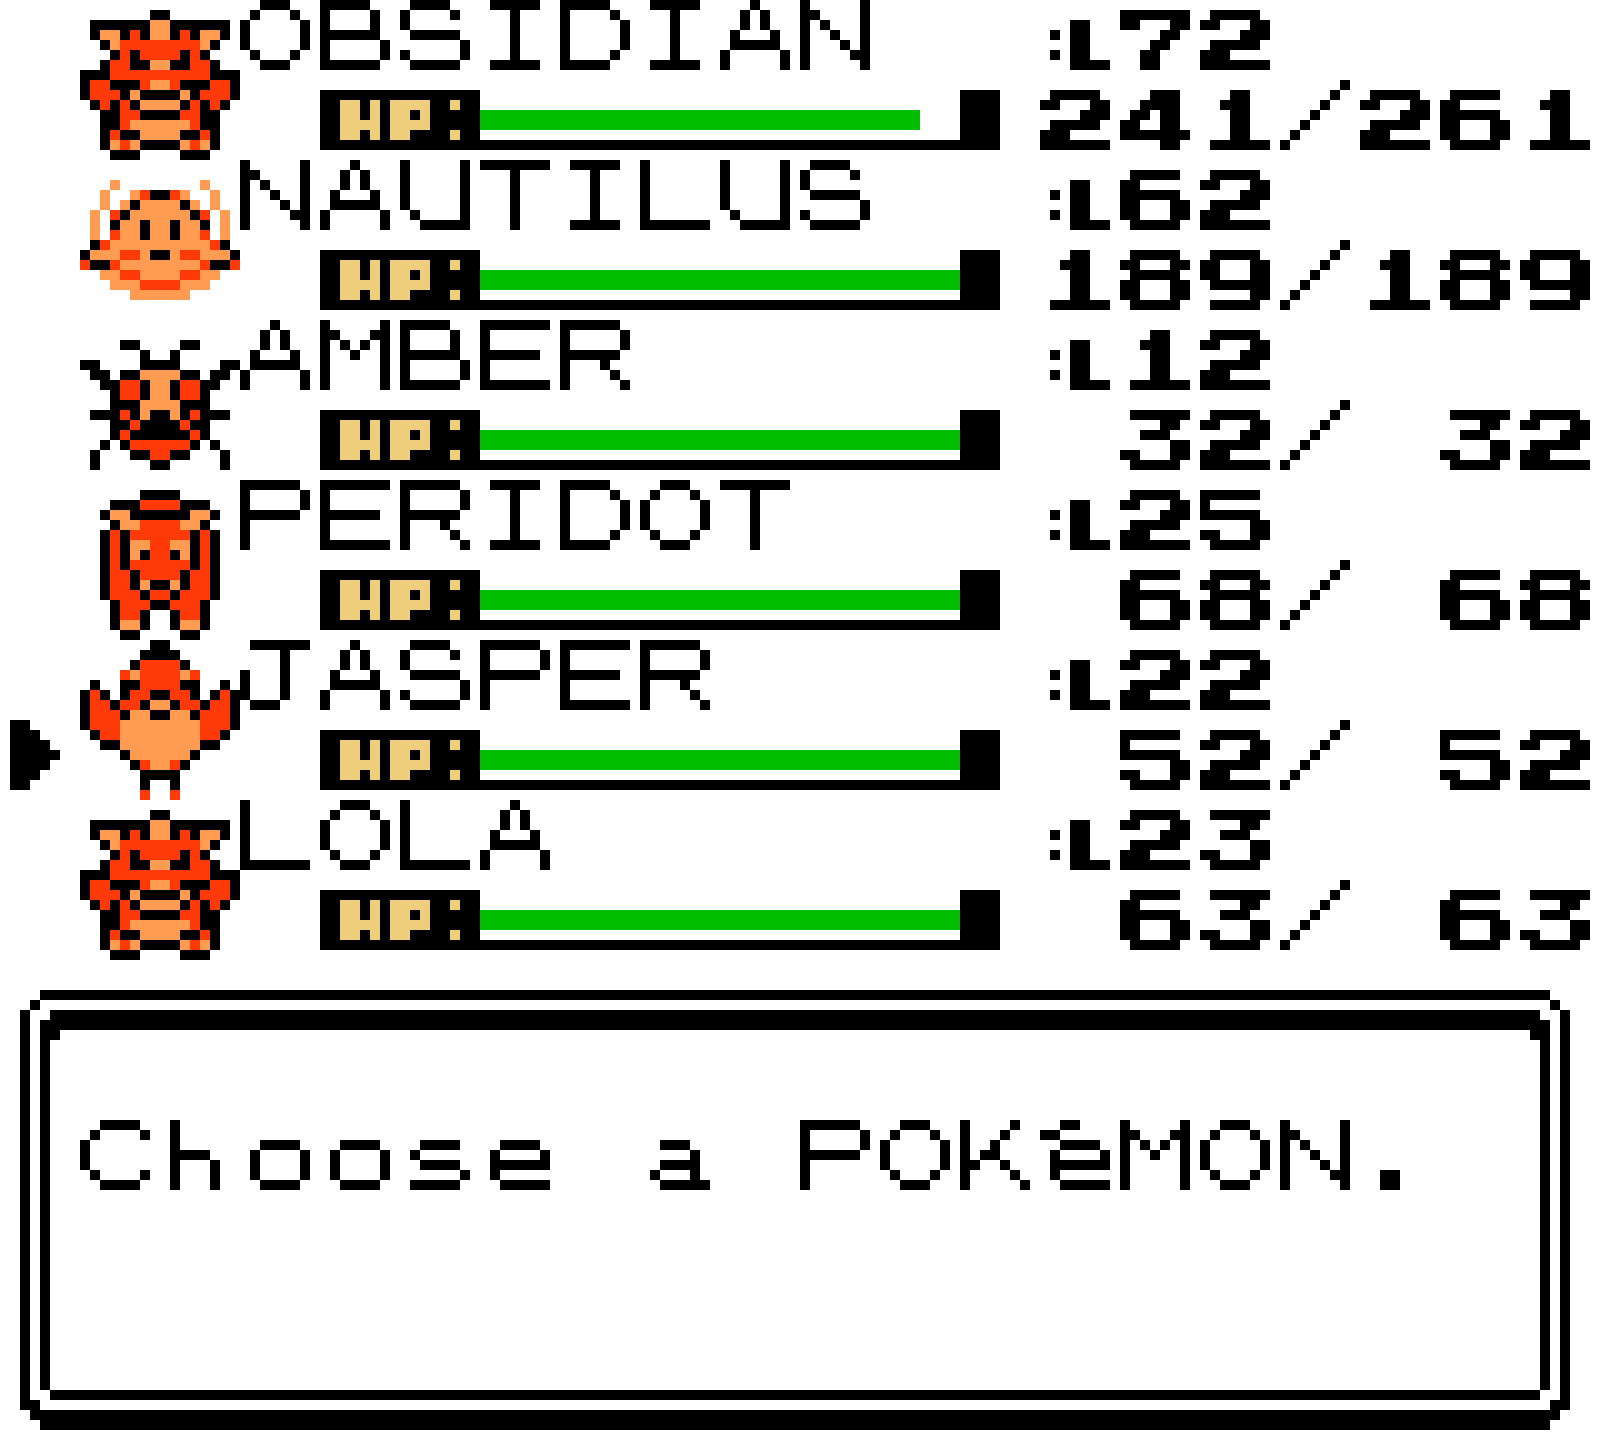 OBSIDIAN :L72
HP: 241/261
NAUTILUS :L62
HP: 189/189
AMBER :L12
HP: 32/ 32
PERIDOT :L25
HP: 68/ 68
JASPER :L22
HP: 52/ 52
LOLA :L23
HP: 63/ 63
Choose a POKéMON.